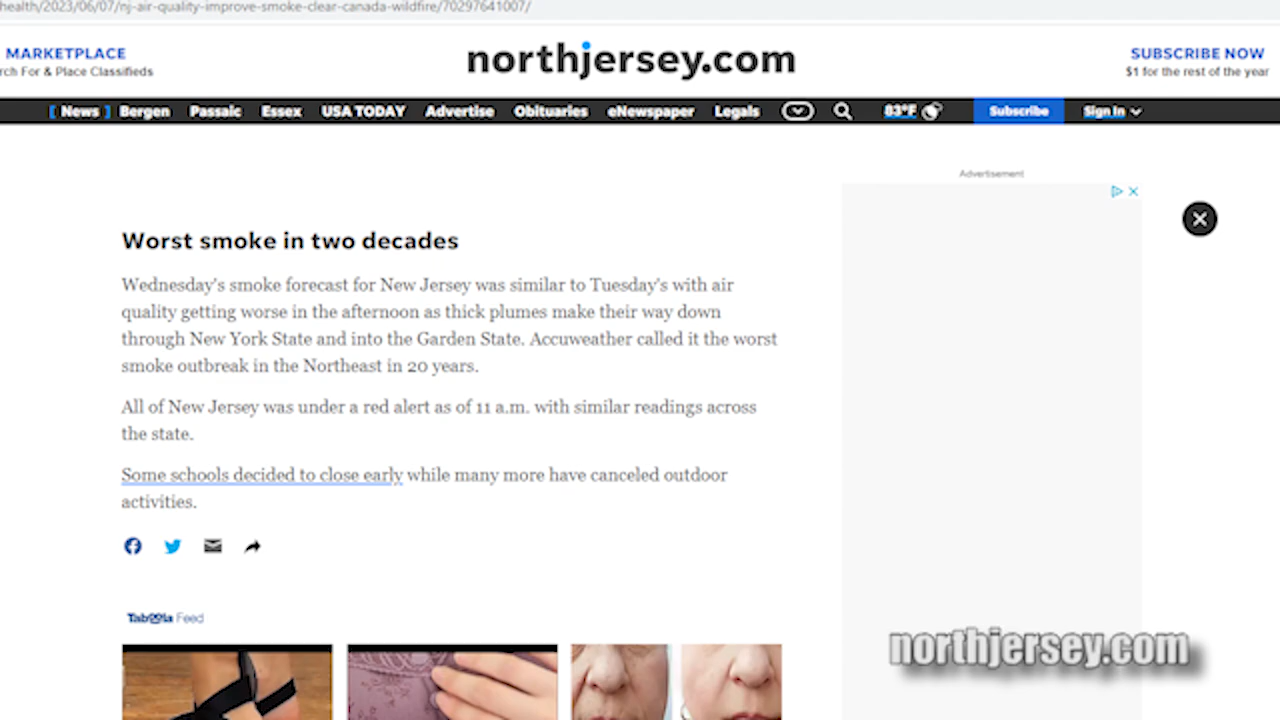 health/2023/06/07/nj-air-quality-improve-smoke-clear-canada-wildfire/70297641007/
MARKETPLACE
rch For & Place Classifieds
northjersey.com
SUBSCRIBE NOW
$1 for the rest of the year
[ News ] Bergen Passaic Essex USA TODAY Advertise Obituaries eNewspaper Legals 83°F Subscribe Sign In
Advertisement
Worst smoke in two decades
Wednesday's smoke forecast for New Jersey was similar to Tuesday's with air
quality getting worse in the afternoon as thick plumes make their way down
through New York State and into the Garden State. Accuweather called it the worst
smoke outbreak in the Northeast in 20 years.
All of New Jersey was under a red alert as of 11 a.m. with similar readings across
the state.
Some schools decided to close early while many more have canceled outdoor
activities.
Taboola Feed
northjersey.com